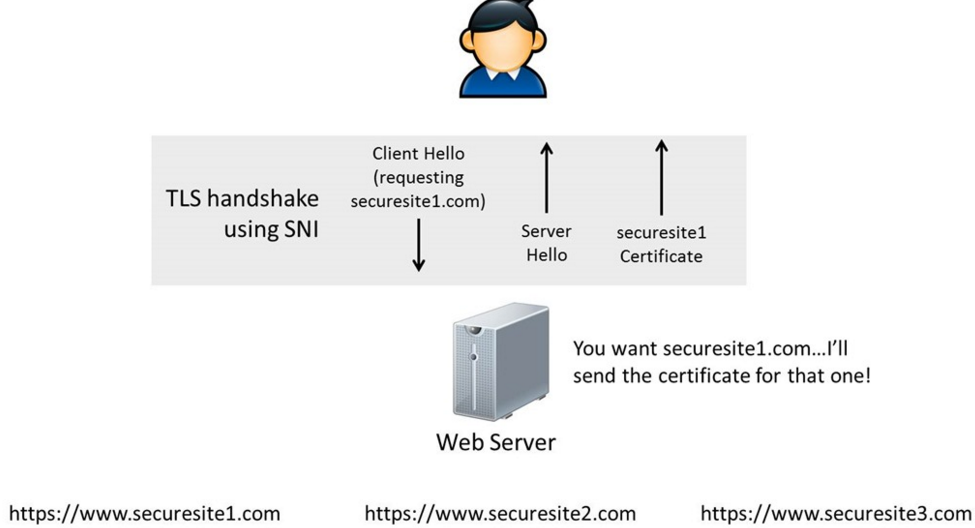 Client Hello
(requesting
securesite1.com)
TLS handshake
using SNI
Server
Hello
securesite1
Certificate
You want securesite1.com...I'll
send the certificate for that one!
Web Server
https://www.securesite1.com
https://www.securesite2.com
https://www.securesite3.com